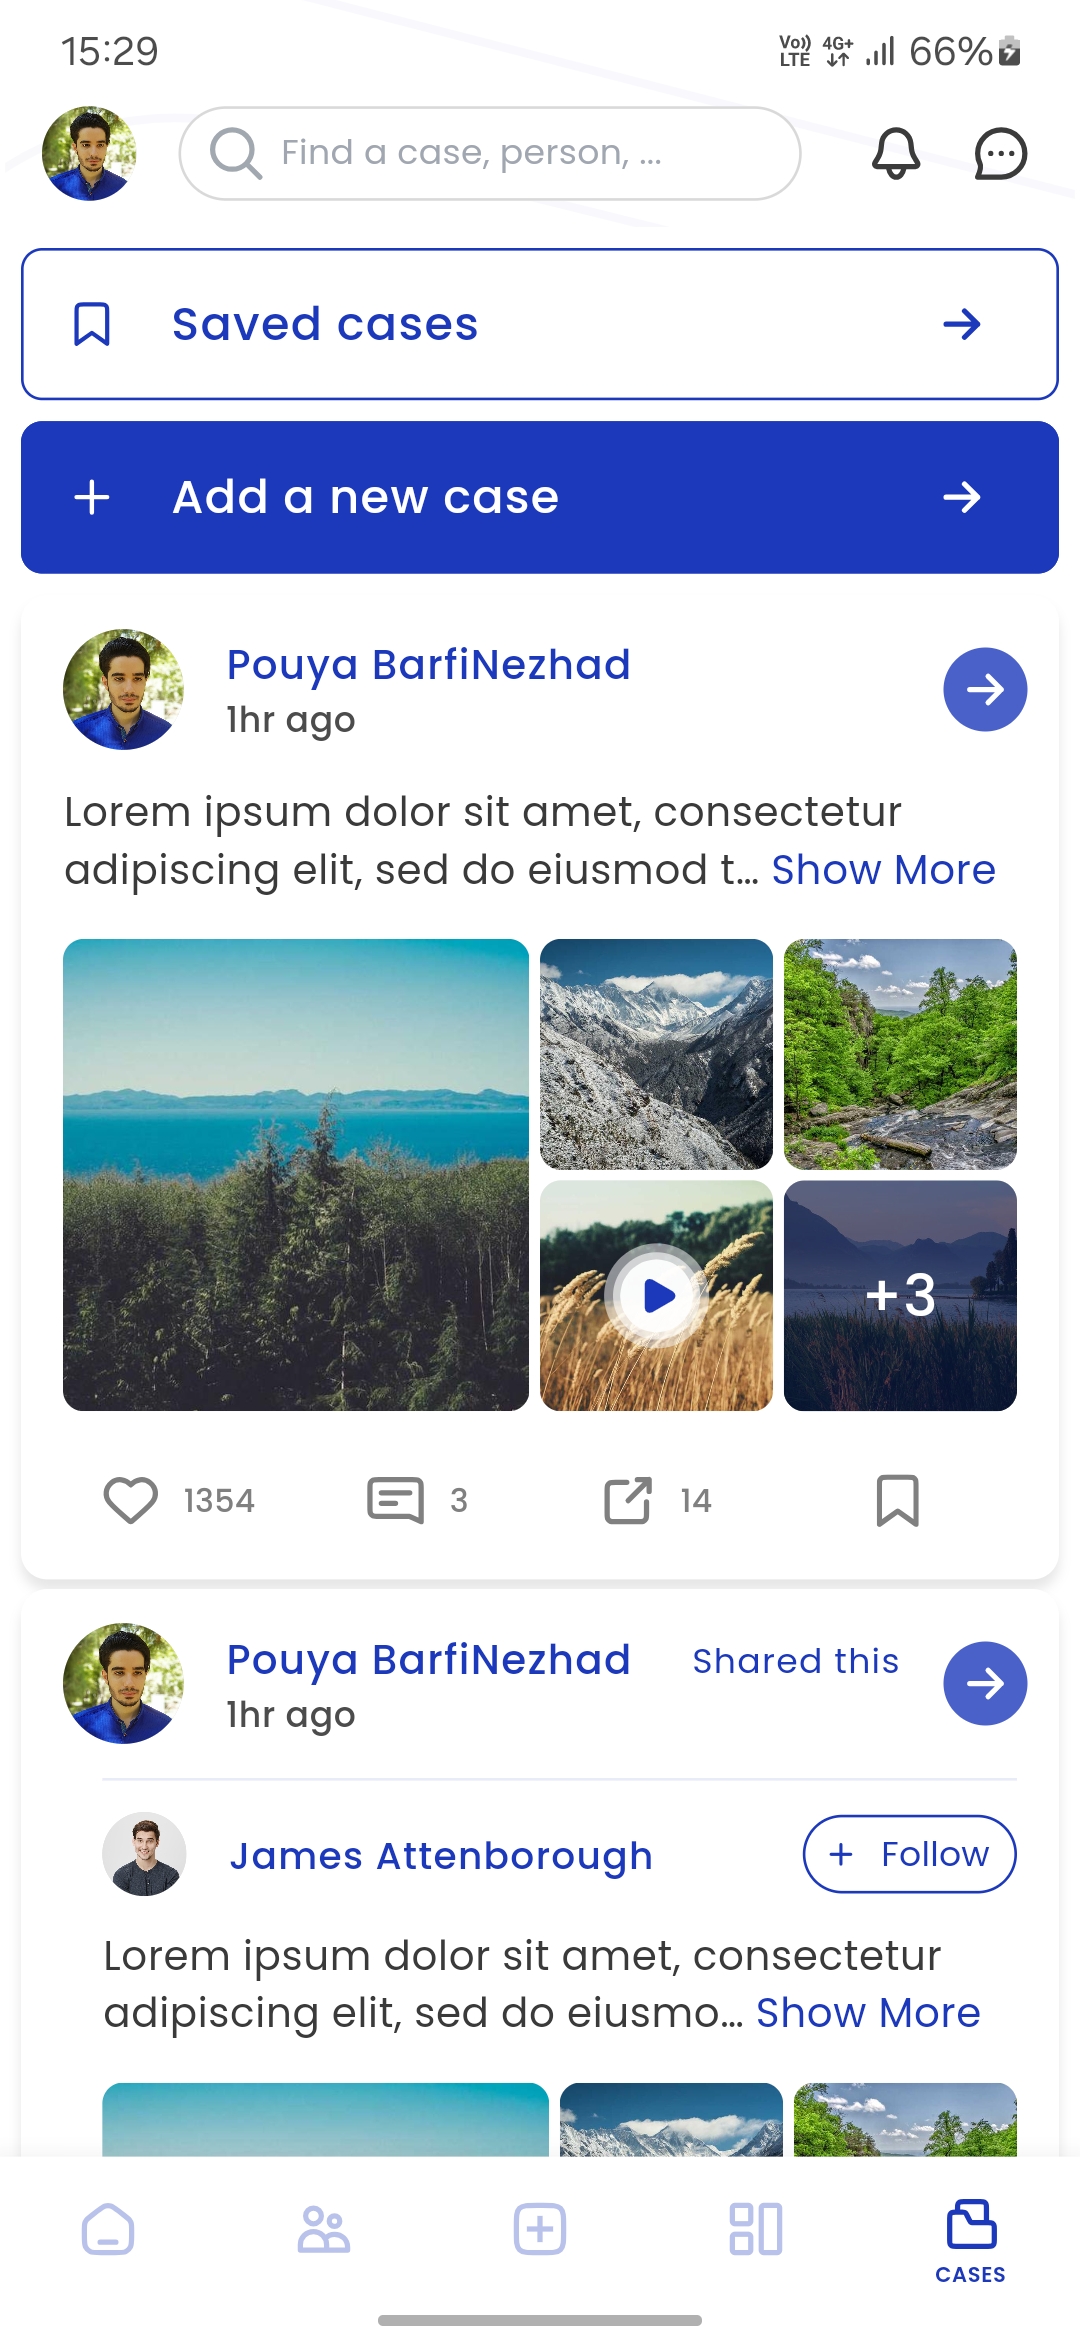 15:29
Vo)) LTE 4G+ 66%
Find a case, person, ...
Saved cases
Add a new case
Pouya BarfiNezhad
1hr ago
Lorem ipsum dolor sit amet, consectetur
adipiscing elit, sed do eiusmod t... Show More
+3
1354 3 14
Pouya BarfiNezhad Shared this
1hr ago
James Attenborough + Follow
Lorem ipsum dolor sit amet, consectetur
adipiscing elit, sed do eiusmo... Show More
CASES